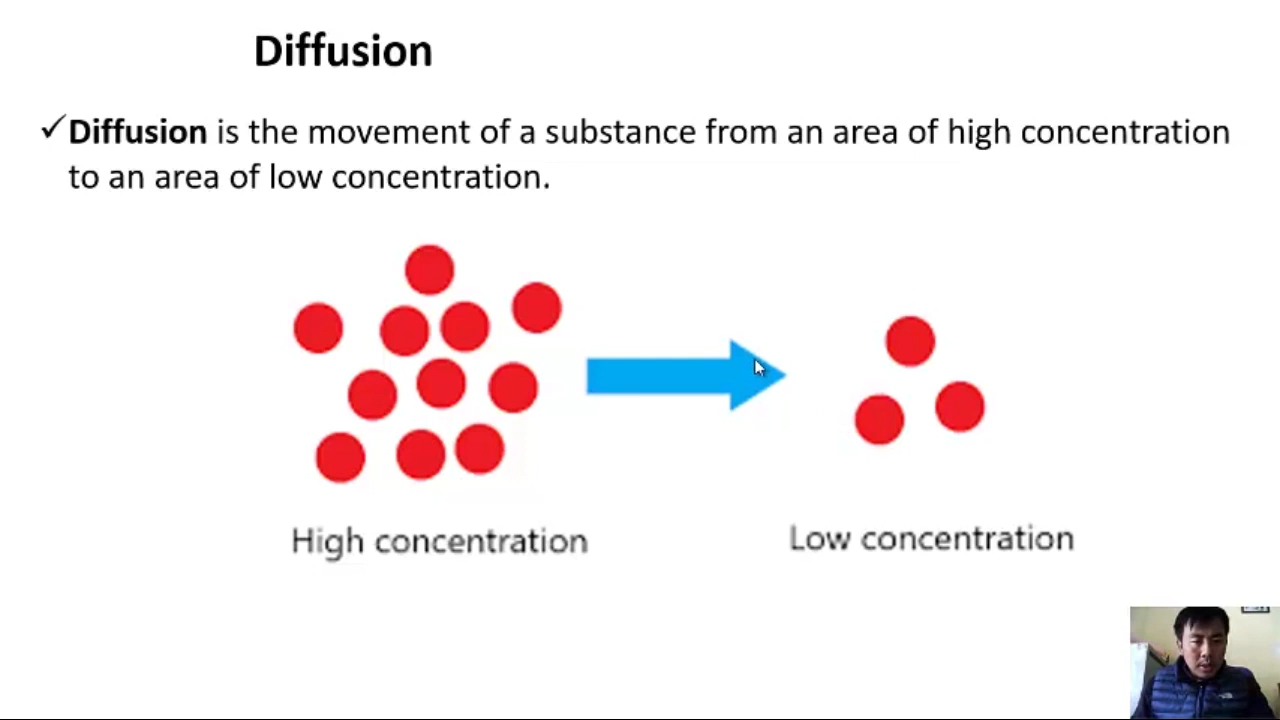 Diffusion
✓Diffusion is the movement of a substance from an area of high concentration
to an area of low concentration.
High concentration
Low concentration